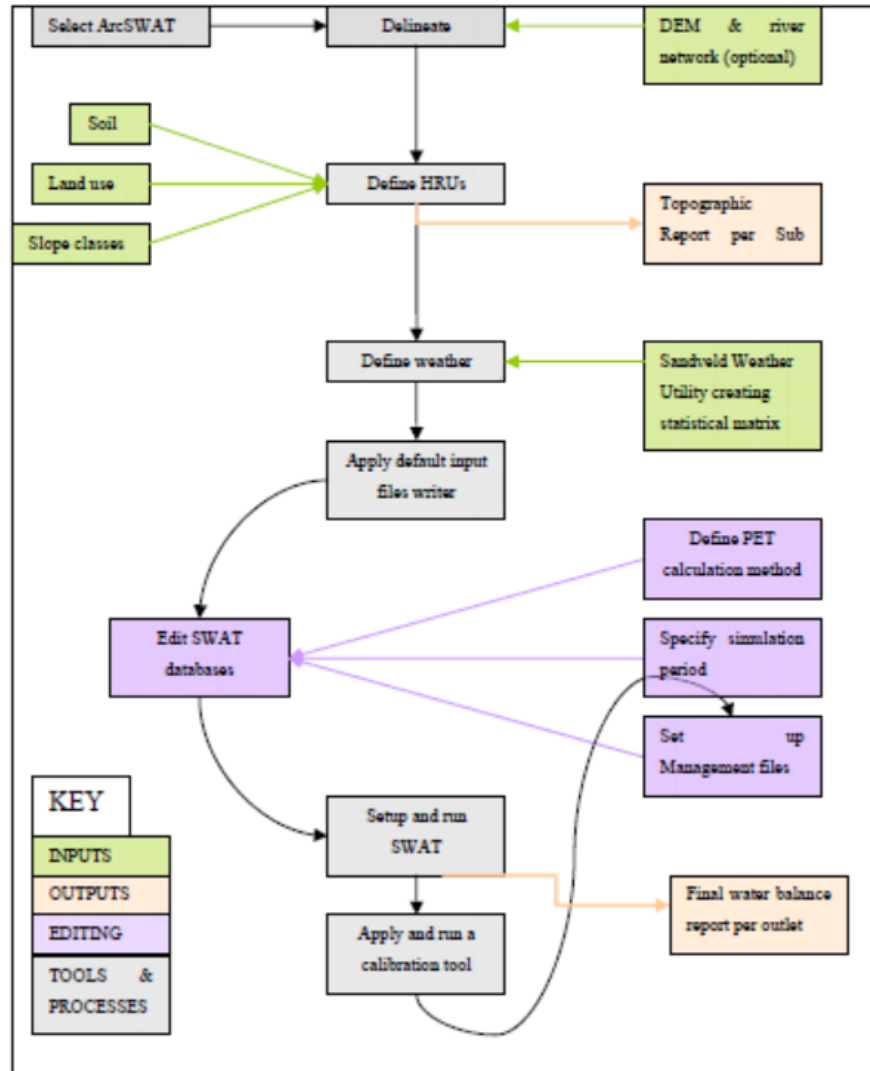 Select ArcSWAT
Delineate
DEM & river
network (optional)
Soil
Land use
Slope classes
Define HRUs
Topographic
Report per Sub
Define weather
Sandveld Weather
Utility creating
statistical matrix
Apply default input
files writer
Define PET
calculation method
Edit SWAT
databases
Specify simulation
period
Set up
Management files
KEY
INPUTS
OUTPUTS
EDITING
TOOLS &
PROCESSES
Setup and run
SWAT
Final water balance
report per outlet
Apply and run a
calibration tool